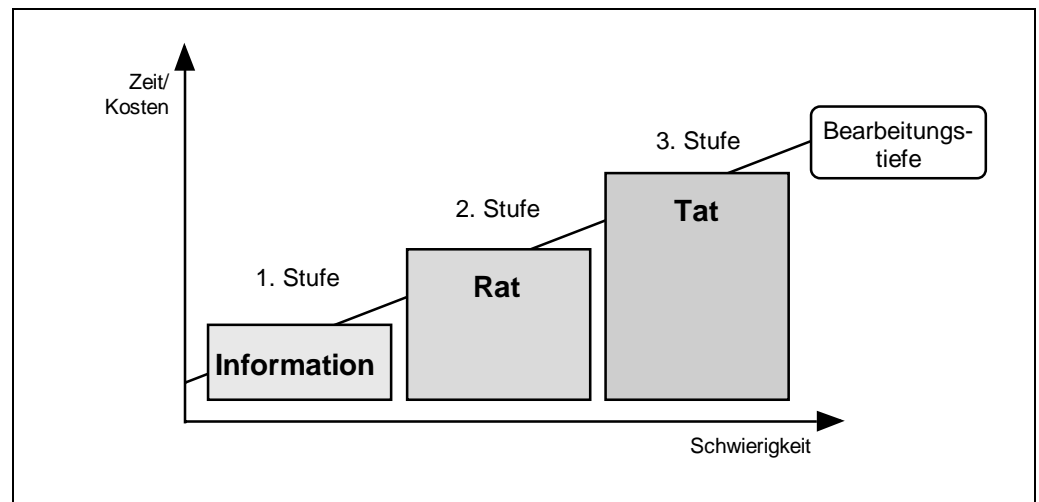 Zeit/
Kosten
3. Stufe
Bearbeitungs-
tiefe
2. Stufe
Tat
1. Stufe
Rat
Information
Schwierigkeit